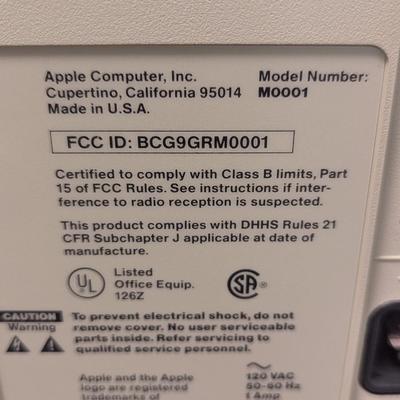 Apple Computer, Inc. Model Number:
Cupertino, California 95014 M0001
Made in U.S.A.
FCC ID: BCG9GRM0001
Certified to comply with Class B limits, Part
15 of FCC Rules. See instructions if inter-
ference to radio reception is suspected.
This product complies with DHHS Rules 21
CFR Subchapter J applicable at date of
manufacture.
UL Listed
Office Equip.
126Z
SA
CAUTION To prevent electrical shock, do not
Warning remove cover. No user serviceable
parts inside. Refer servicing to
qualified service personnel.
Apple and the Apple 120 VAC
logo are registered 50-60 Hz
trademarks of 1 Amp